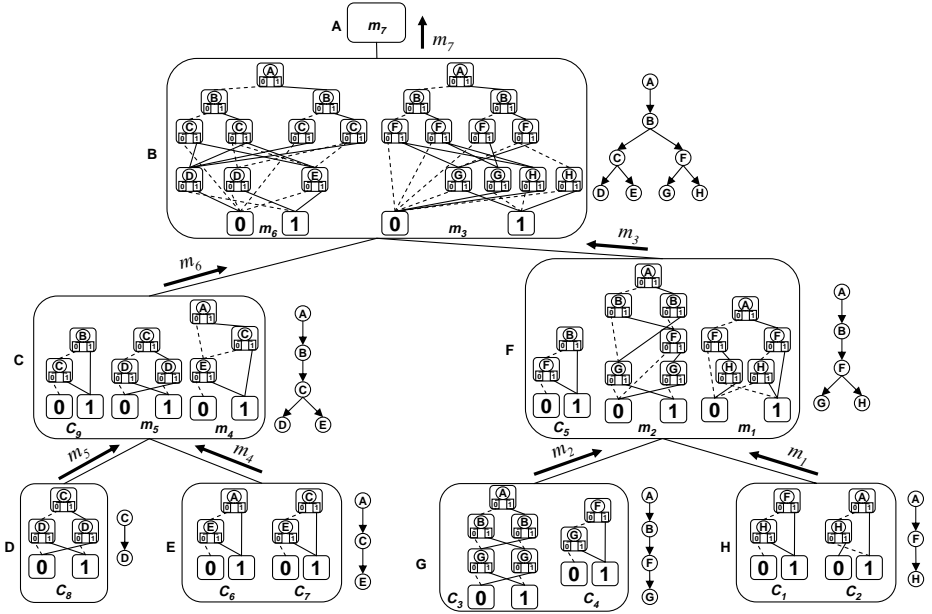 A m7 m7
A A
B B B B A
C C C C F F F F B
B
C F
D D E G G H H D E G H
0 1 0 1
m6 m3
m6 m3
A A
B B A
A F
B C C C B F F H H B
C F
C D D E F G G F
0 1 0 1 0 1 0 1 0 1 0 1
D E G H
C9 m5 m4 C5 m2 m1
m5 m4 m2 m1
C A C A F F A
C B B A A
D D D E E E C B G H H F
D G G G F
0 1 0 1 0 1 0 1 0 1 0 1 0 1
D E G H
C8 C6 C7 C3 C4 C1 C2